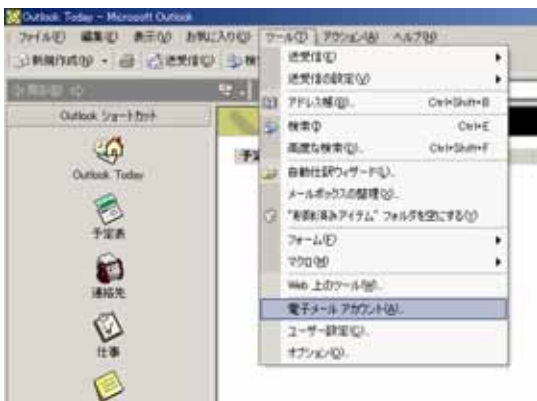 Outlook Today - Microsoft Outlook
ファイル(F) 編集(E) 表示(V) お気に入り(O) ツール(T) アクション(A) ヘルプ(H)
新規作成(N) 送受信(C) 検
Outlook ショートカット
Outlook Today
予定表
連絡先
仕事
送受信(E)
送受信の設定(V)
アドレス帳(B)... Ctrl+Shift+B
検索(I) Ctrl+E
高度な検索(D)... Ctrl+Shift+F
自動仕訳ウィザード(L)...
メールボックスの整理(X)...
"削除済みアイテム" フォルダを空にする(Y)
フォーム(F)
マクロ(M)
Web 上のツール(W)...
電子メール アカウント(A)...
ユーザー設定(C)...
オプション(O)...